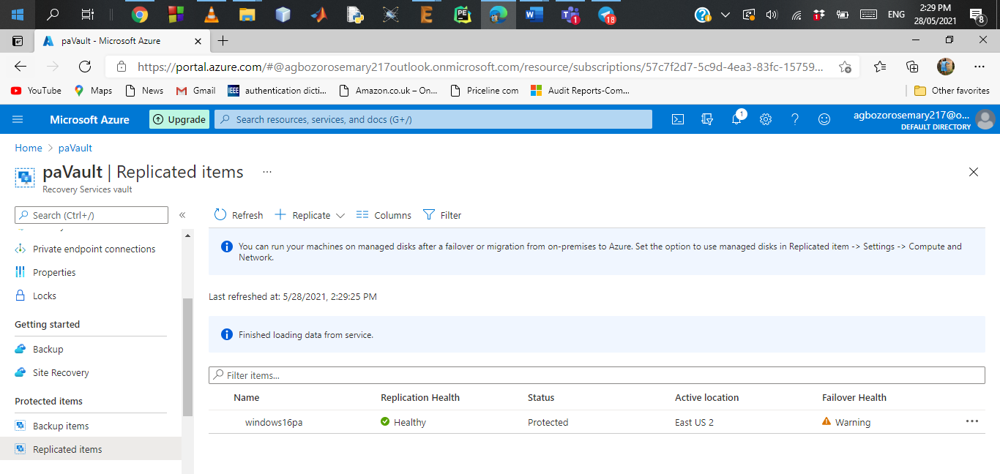 ENG
2:29 PM
28/05/2021
8
PE
1
18
1
paVault - Microsoft Azure
https://portal.azure.com/#@agbozorosemary217outlook.onmicrosoft.com/resource/subscriptions/57c7f2d7-5c9d-4ea3-83fc-15759...
YouTube Maps News Gmail IEEE authentication dicti... Amazon.co.uk – On... Priceline com Audit Reports-Com... Other favorites
Microsoft Azure Upgrade Search resources, services, and docs (G+/) 1 agbozorosemary217@o...
DEFAULT DIRECTORY
Home > paVault
paVault | Replicated items ...
Recovery Services vault
Search (Ctrl+/) «
Refresh Replicate Columns Filter
You can run your machines on managed disks after a failover or migration from on-premises to Azure. Set the option to use managed disks in Replicated item -> Settings -> Compute and
Network.
Private endpoint connections
Properties
Locks
Getting started
Backup
Site Recovery
Protected items
Backup items
Replicated items
Last refreshed at: 5/28/2021, 2:29:25 PM
Finished loading data from service.
Filter items...
Name Replication Health Status Active location Failover Health
windows16pa Healthy Protected East US 2 Warning ...